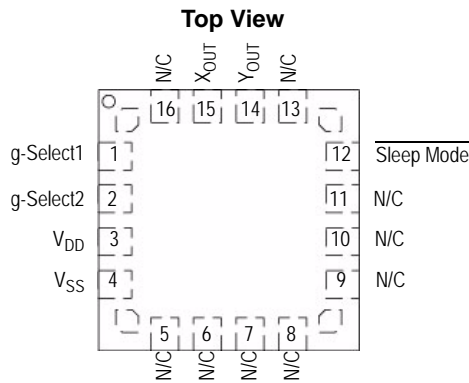 Top View
N/C
XOUT
YOUT
N/C
16 15 14 13
g-Select1 1
12 Sleep Mode
g-Select2 2
11 N/C
VDD 3
10 N/C
VSS 4
9 N/C
5 6 7 8
N/C
N/C
N/C
N/C